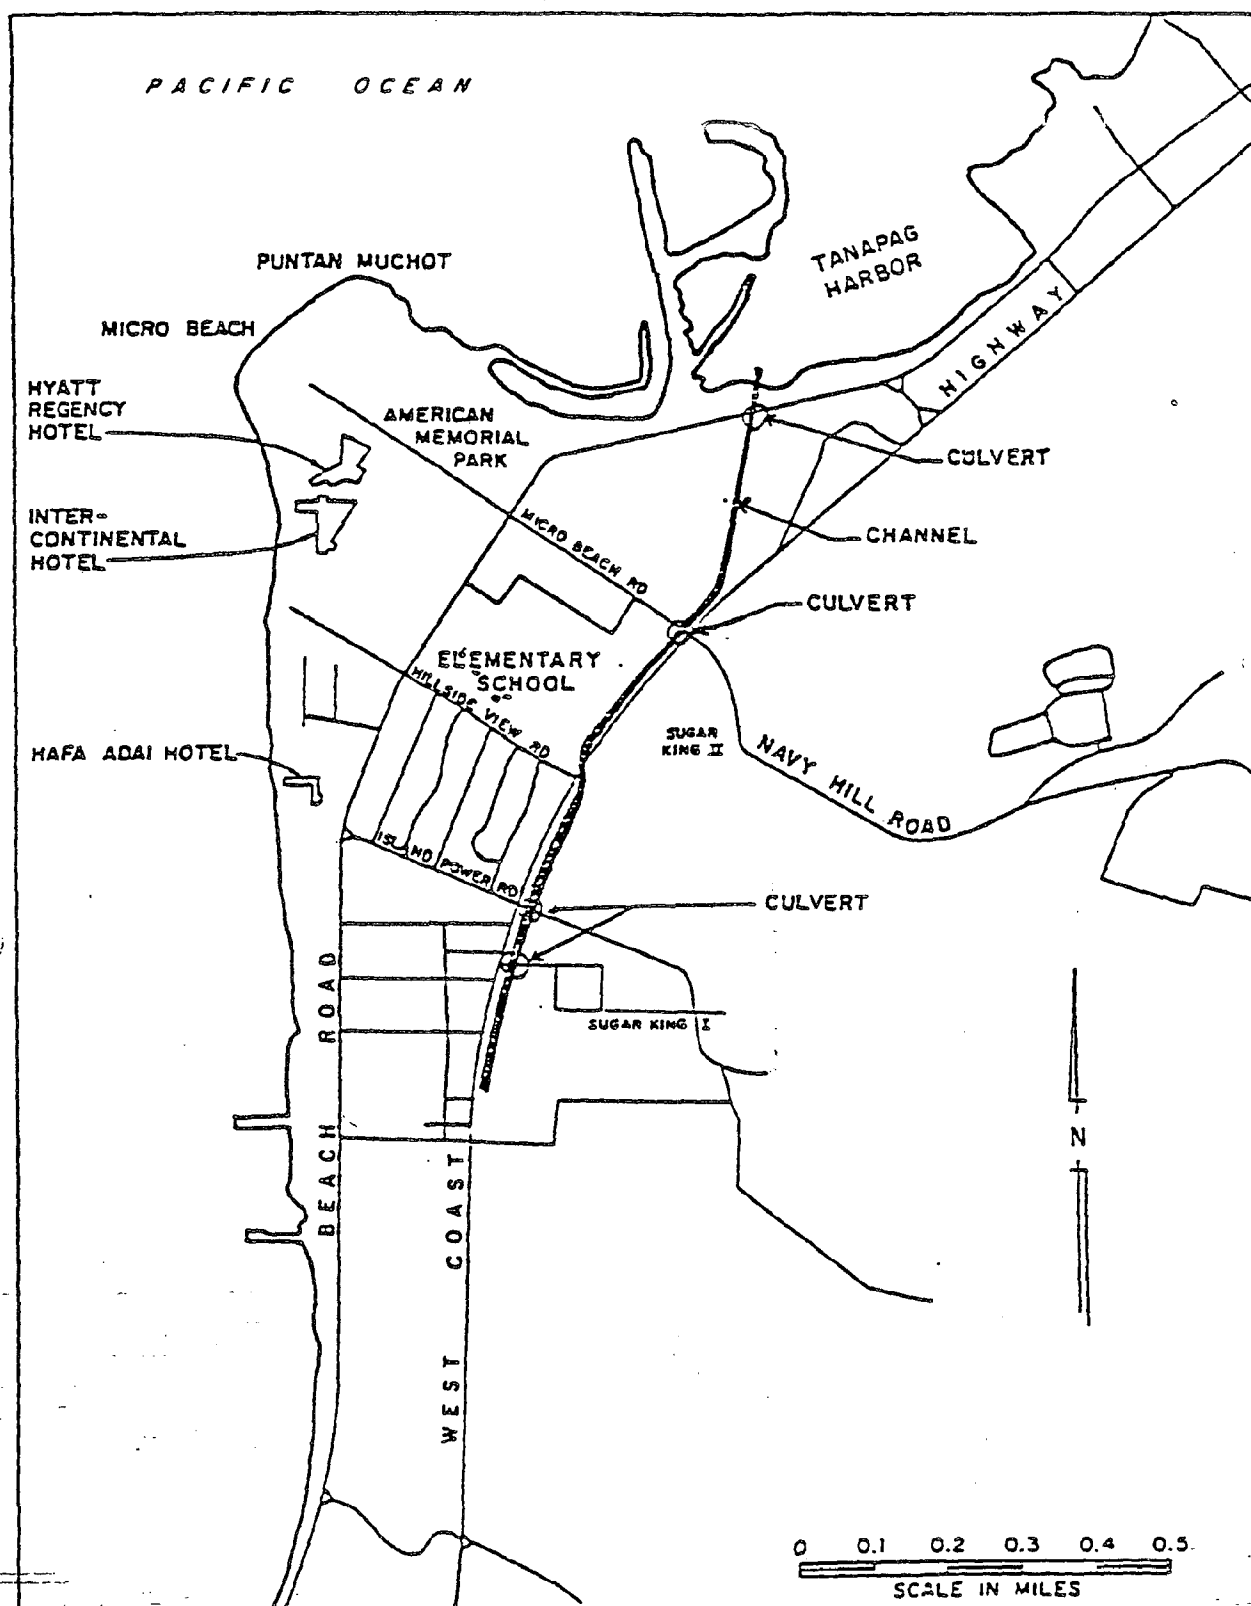 PACIFIC OCEAN
TANAPAG
HARBOR
PUNTAN MUCHOT
MICRO BEACH
HIGHWAY
HYATT
REGENCY
HOTEL
AMERICAN
MEMORIAL
PARK
CULVERT
INTER-
CONTINENTAL
HOTEL
MICRO BEACH RD
CHANNEL
CULVERT
ELEMENTARY
SCHOOL
HILLSIDE VIEW RD
SUGAR
KING II
NAVY HILL ROAD
HAFA ADAI HOTEL
ISLAND POWER RD
CULVERT
SUGAR KING I
BEACH ROAD
N
WEST COAST
0 0.1 0.2 0.3 0.4 0.5
SCALE IN MILES